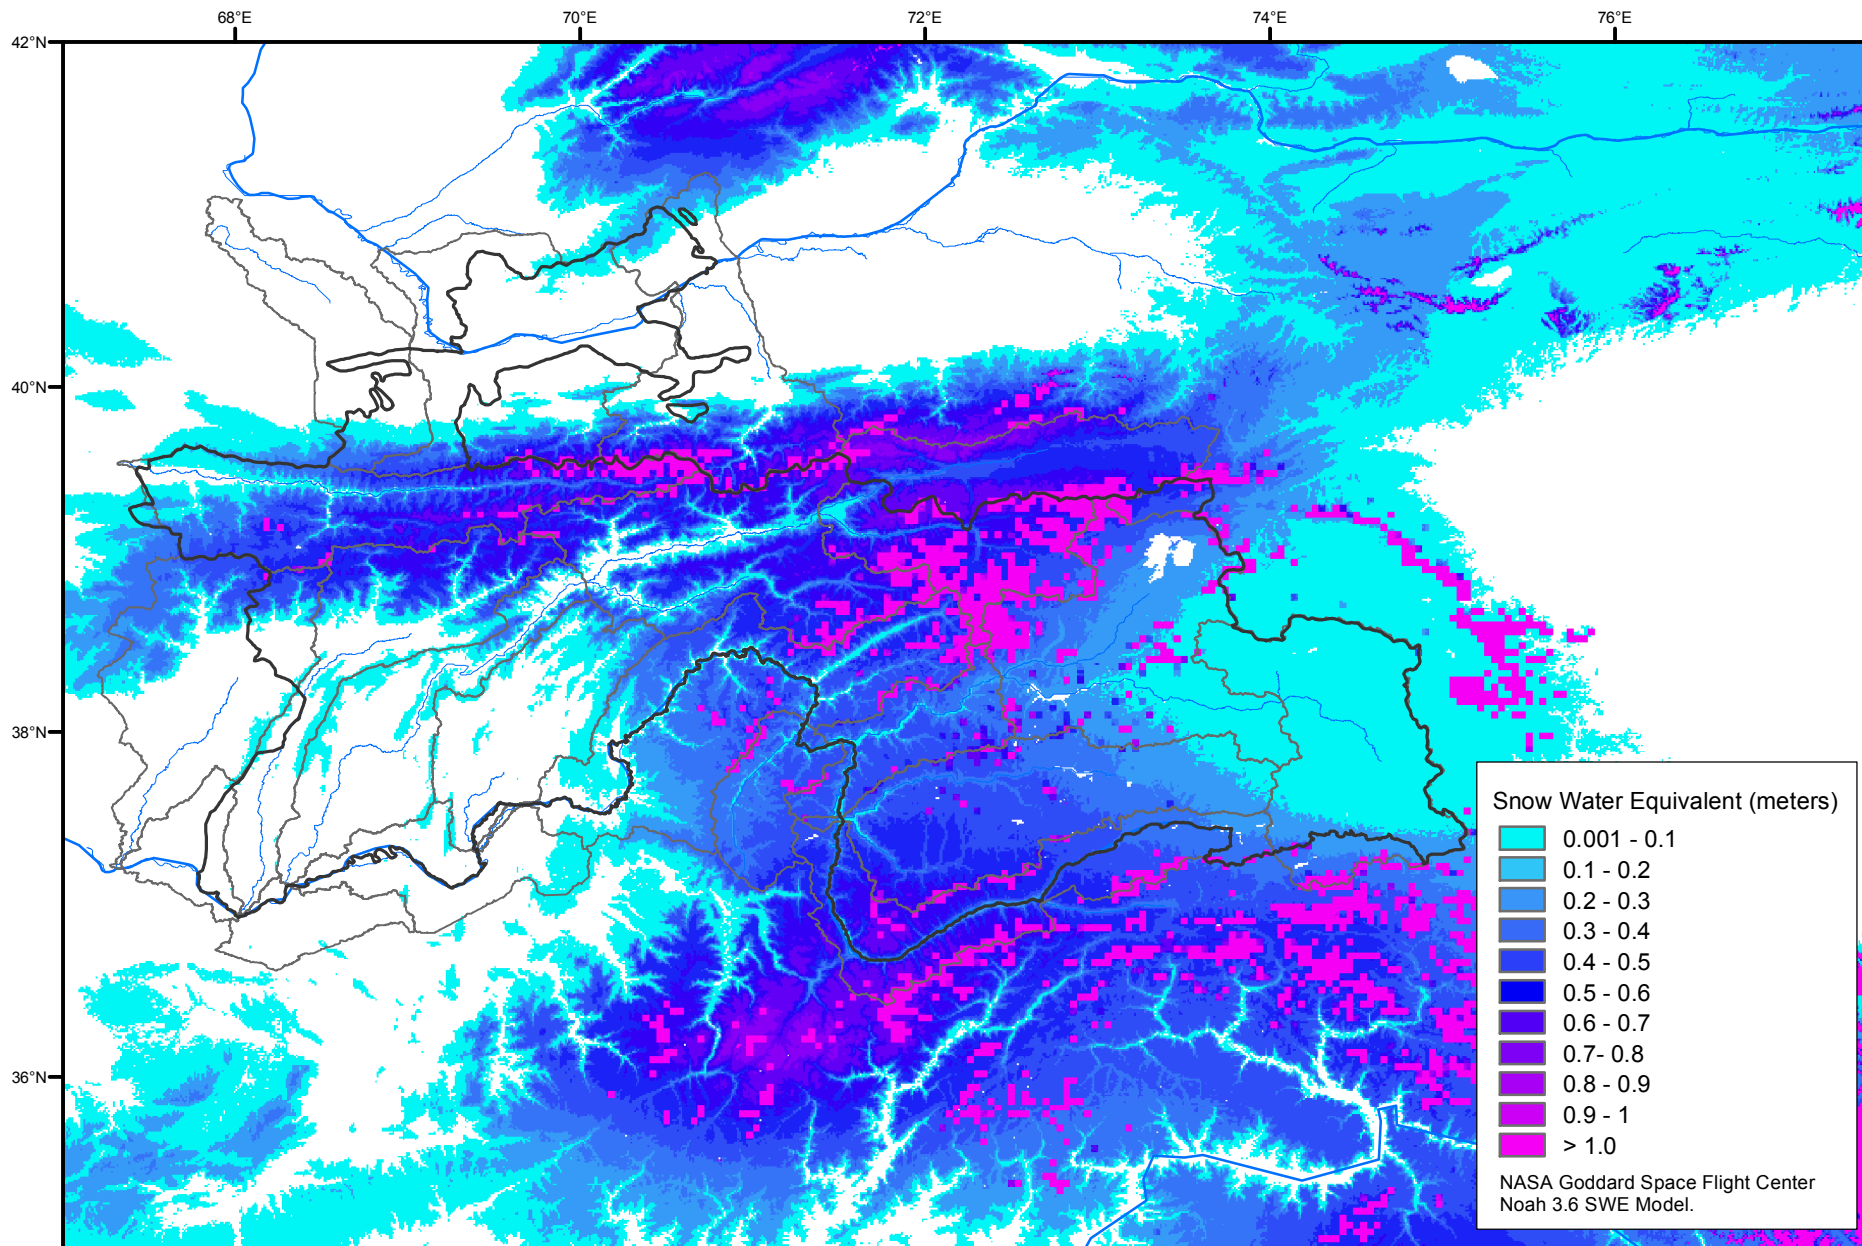 68°E 70°E 72°E 74°E 76°E
42°N
40°N
38°N
36°N
Snow Water Equivalent (meters)
0.001 - 0.1
0.1 - 0.2
0.2 - 0.3
0.3 - 0.4
0.4 - 0.5
0.5 - 0.6
0.6 - 0.7
0.7- 0.8
0.8 - 0.9
0.9 - 1
> 1.0
NASA Goddard Space Flight Center
Noah 3.6 SWE Model.